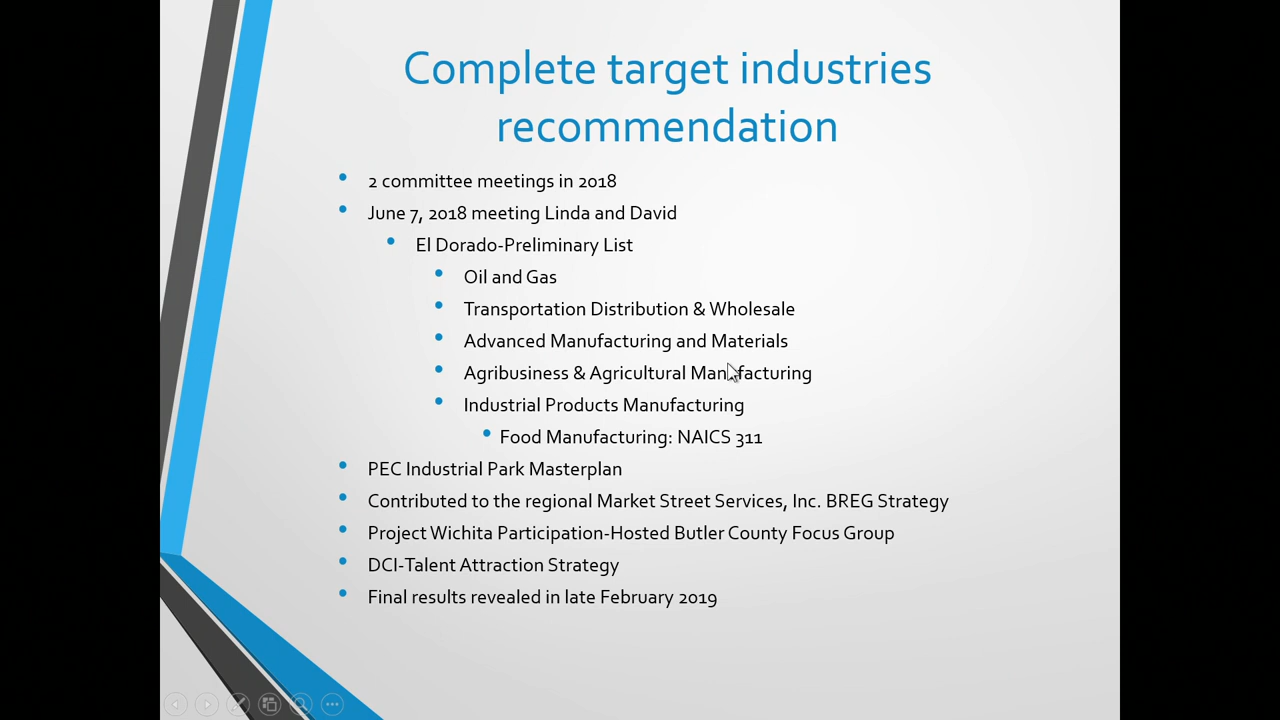 Complete target industries
recommendation
2 committee meetings in 2018
June 7, 2018 meeting Linda and David
El Dorado-Preliminary List
Oil and Gas
Transportation Distribution & Wholesale
Advanced Manufacturing and Materials
Agribusiness & Agricultural Manufacturing
Industrial Products Manufacturing
Food Manufacturing: NAICS 311
PEC Industrial Park Masterplan
Contributed to the regional Market Street Services, Inc. BREG Strategy
Project Wichita Participation-Hosted Butler County Focus Group
DCI-Talent Attraction Strategy
Final results revealed in late February 2019